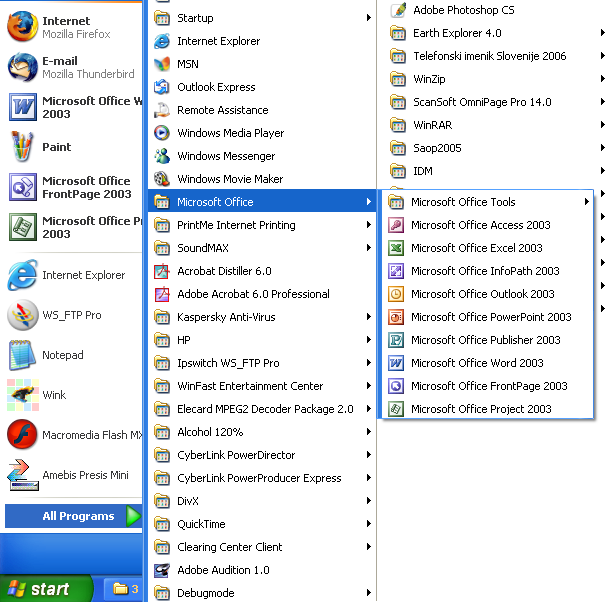 Internet
Mozilla Firefox
E-mail
Mozilla Thunderbird
Microsoft Office W
2003
Paint
Microsoft Office
FrontPage 2003
Microsoft Office Pr
2003
Internet Explorer
WS_FTP Pro
Notepad
Wink
Macromedia Flash MX
Amebis Presis Mini
All Programs
start
3
Startup
Internet Explorer
MSN
Outlook Express
Remote Assistance
Windows Media Player
Windows Messenger
Windows Movie Maker
Microsoft Office
PrintMe Internet Printing
SoundMAX
Acrobat Distiller 6.0
Adobe Acrobat 6.0 Professional
Kaspersky Anti-Virus
HP
Ipswitch WS_FTP Pro
WinFast Entertainment Center
Elecard MPEG2 Decoder Package 2.0
Alcohol 120%
CyberLink PowerDirector
CyberLink PowerProducer Express
DivX
QuickTime
Clearing Center Client
Adobe Audition 1.0
Debugmode
Adobe Photoshop CS
Earth Explorer 4.0
Telefonski imenik Slovenije 2006
WinZip
ScanSoft OmniPage Pro 14.0
WinRAR
Saop2005
IDM
Microsoft Office Tools
Microsoft Office Access 2003
Microsoft Office Excel 2003
Microsoft Office InfoPath 2003
Microsoft Office Outlook 2003
Microsoft Office PowerPoint 2003
Microsoft Office Publisher 2003
Microsoft Office Word 2003
Microsoft Office FrontPage 2003
Microsoft Office Project 2003